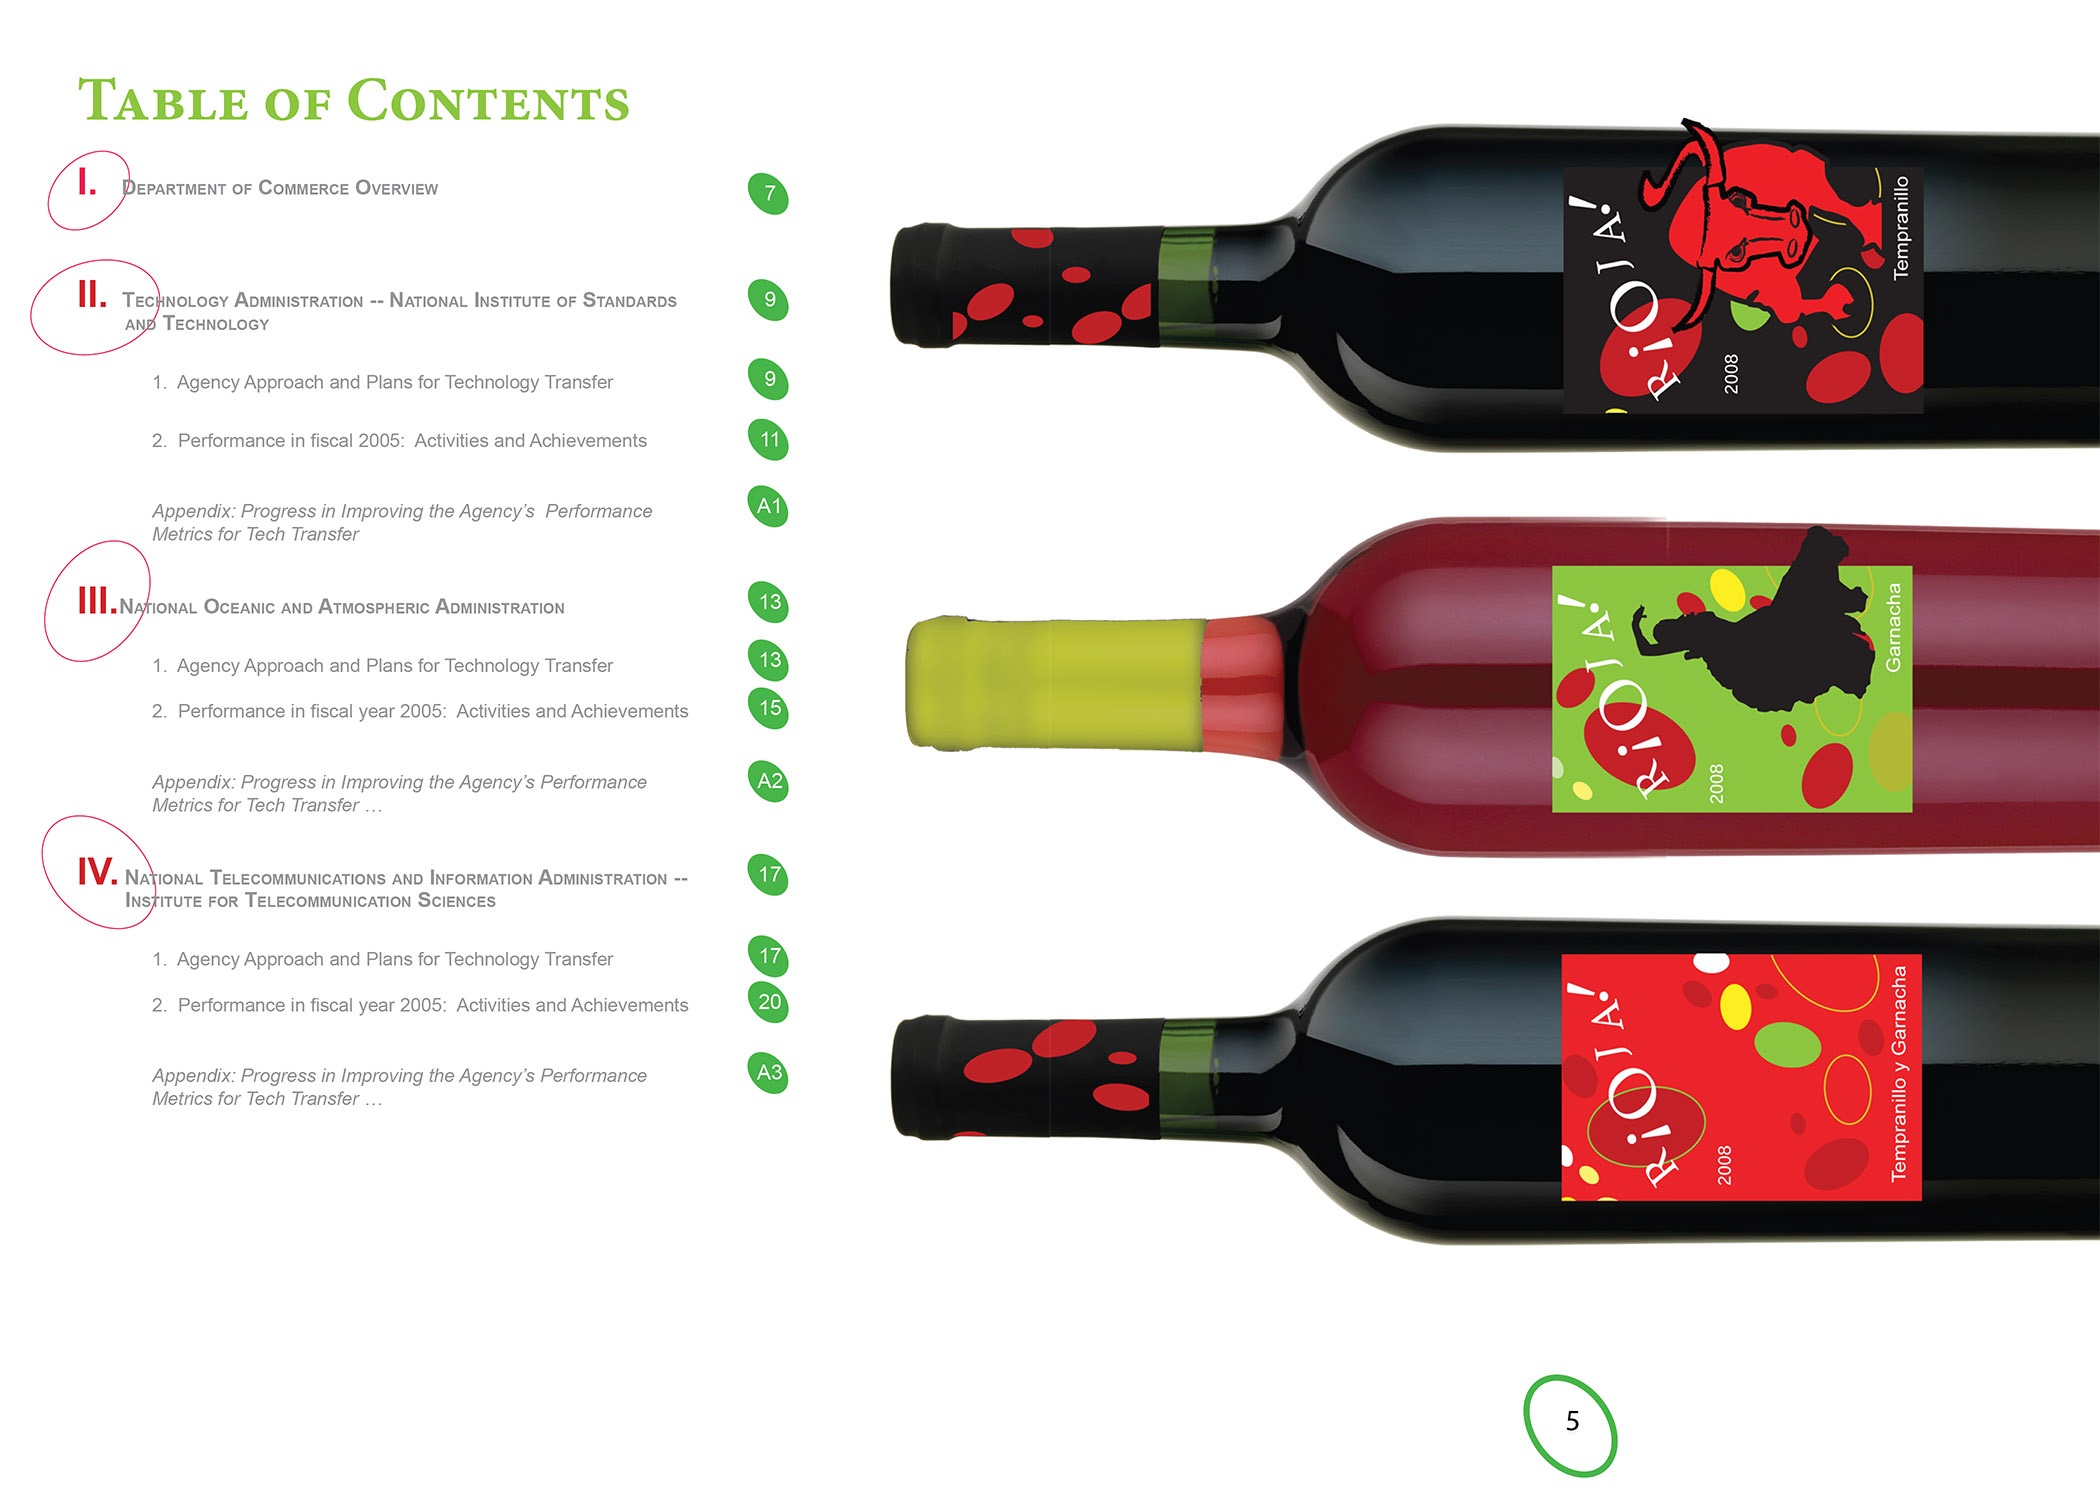 Table of Contents
I. Department of Commerce Overview 7
II. Technology Administration -- National Institute of Standards 9
and Technology
1. Agency Approach and Plans for Technology Transfer 9
2. Performance in fiscal 2005: Activities and Achievements 11
Appendix: Progress in Improving the Agency’s Performance A1
Metrics for Tech Transfer
III. National Oceanic and Atmospheric Administration 13
1. Agency Approach and Plans for Technology Transfer 13
2. Performance in fiscal year 2005: Activities and Achievements 15
Appendix: Progress in Improving the Agency’s Performance A2
Metrics for Tech Transfer …
IV. National Telecommunications and Information Administration -- 17
Institute for Telecommunication Sciences
1. Agency Approach and Plans for Technology Transfer 17
2. Performance in fiscal year 2005: Activities and Achievements 20
Appendix: Progress in Improving the Agency’s Performance A3
Metrics for Tech Transfer …
R¡OJA!
2008
Tempranillo
R¡OJA!
2008
Garnacha
R¡OJA!
2008
Tempranillo y Garnacha
5